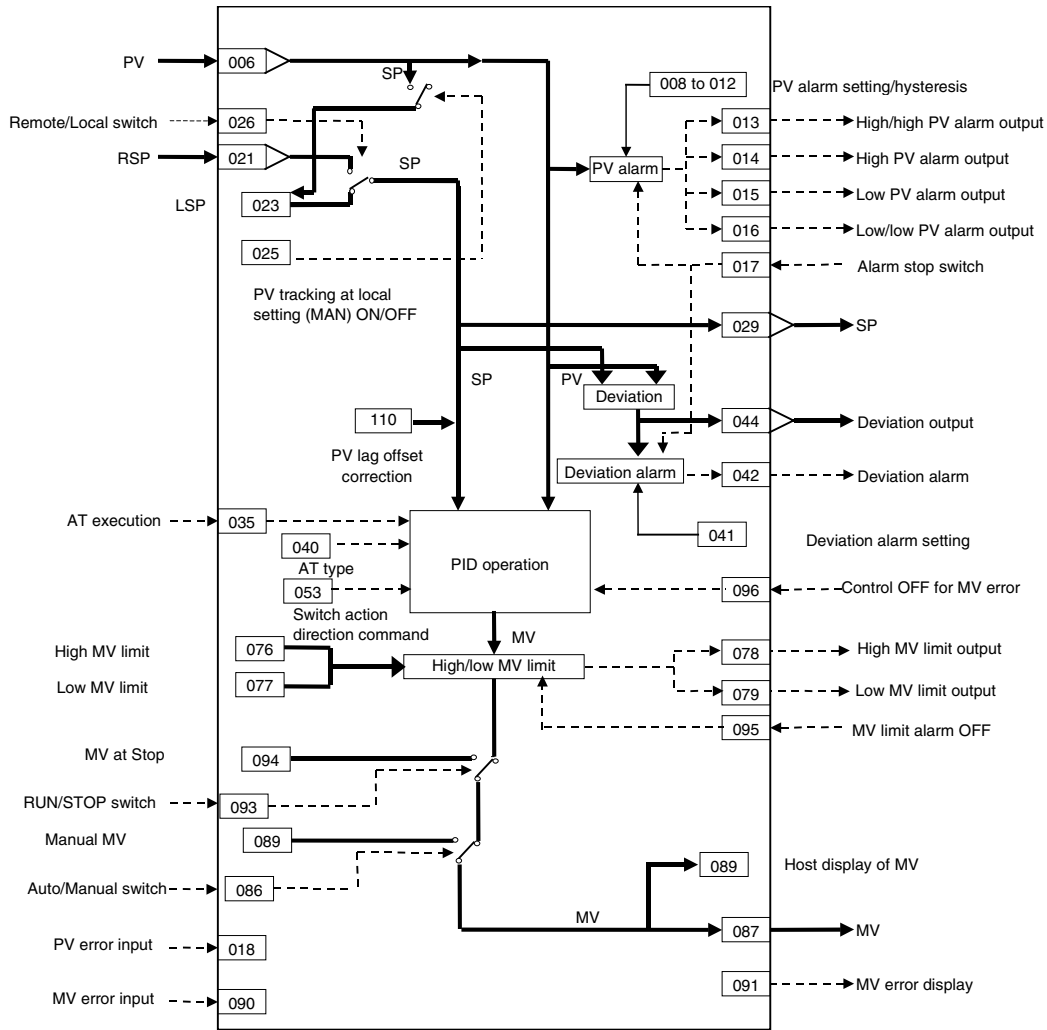 PV
006
SP
008 to 012
PV alarm setting/hysteresis
Remote/Local switch
026
013
High/high PV alarm output
RSP
021
SP
PV alarm
014
High PV alarm output
LSP
023
015
Low PV alarm output
016
Low/low PV alarm output
025
017
Alarm stop switch
PV tracking at local
setting (MAN) ON/OFF
029
SP
SP
PV
Deviation
110
044
Deviation output
PV lag offset
correction
Deviation alarm
042
Deviation alarm
AT execution
035
041
Deviation alarm setting
040
AT type
PID operation
053
096
Control OFF for MV error
Switch action
direction command
MV
High MV limit
076
078
High MV limit output
High/low MV limit
Low MV limit
077
079
Low MV limit output
095
MV limit alarm OFF
MV at Stop
094
RUN/STOP switch
093
Manual MV
089
089
Host display of MV
Auto/Manual switch
086
MV
087
MV
PV error input
018
091
MV error display
MV error input
090